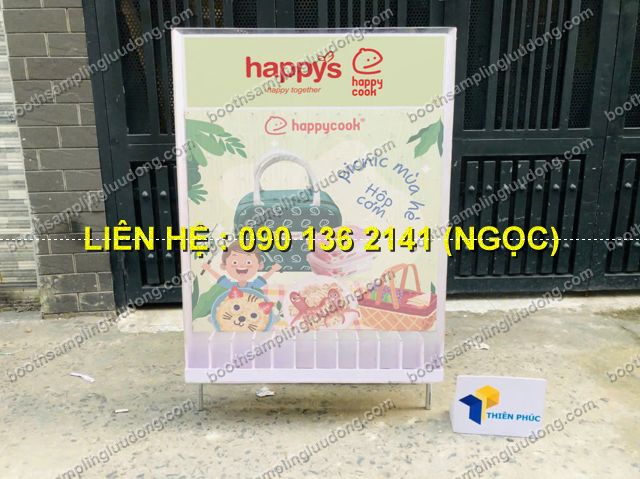 happys
happy together
happy
cook
happycook®
picnic mùa hè
Hộp
cơm
LIÊN HỆ : 090 136 2141 (NGỌC)
THIÊN PHÚC
boothsamplingluudong.com